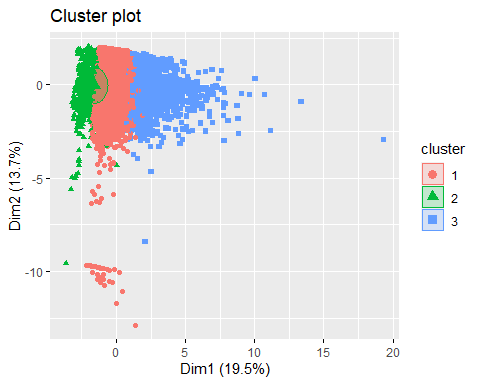 Cluster plot
0
-5
-10
Dim2 (13.7%)
0
5
10
15
20
Dim1 (19.5%)
cluster
1
2
3